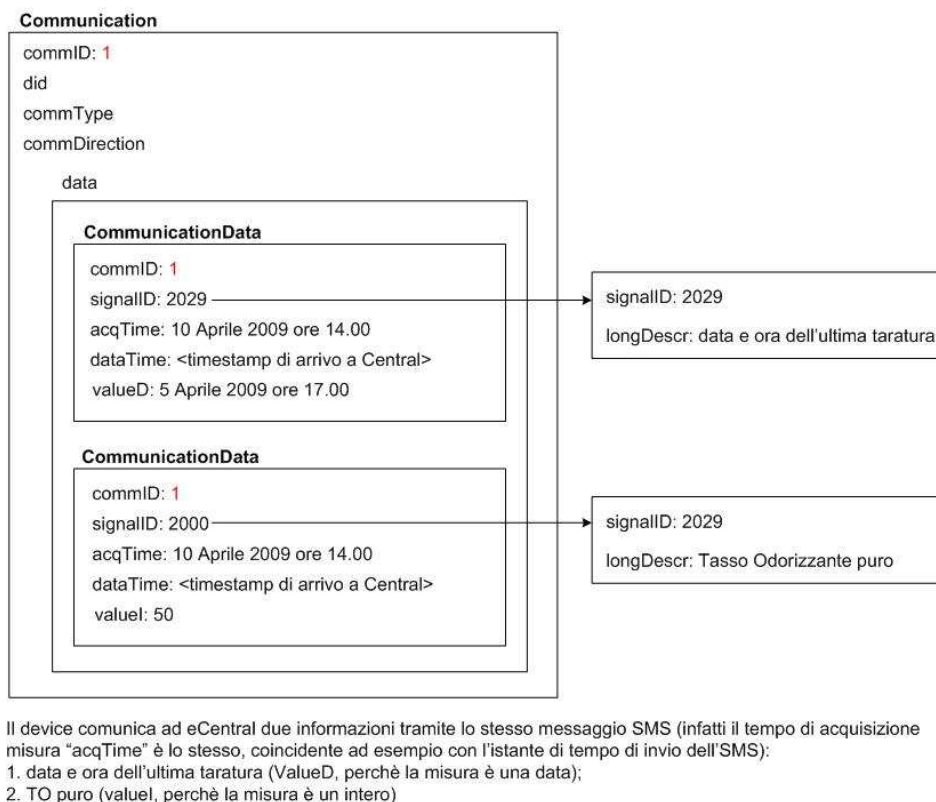 Communication
commID: 1
did
commType
commDirection
data
CommunicationData
commID: 1
signalID: 2029
acqTime: 10 Aprile 2009 ore 14.00
dataTime: <timestamp di arrivo a Central>
valueD: 5 Aprile 2009 ore 17.00
signalID: 2029
longDescr: data e ora dell'ultima taratura
CommunicationData
commID: 1
signalID: 2000
acqTime: 10 Aprile 2009 ore 14.00
dataTime: <timestamp di arrivo a Central>
valueI: 50
signalID: 2029
longDescr: Tasso Odorizzante puro
Il device comunica ad eCentral due informazioni tramite lo stesso messaggio SMS (infatti il tempo di acquisizione
misura "acqTime" è lo stesso, coincidente ad esempio con l'istante di tempo di invio dell'SMS):
1. data e ora dell'ultima taratura (ValueD, perchè la misura è una data);
2. TO puro (valueI, perchè la misura è un intero)